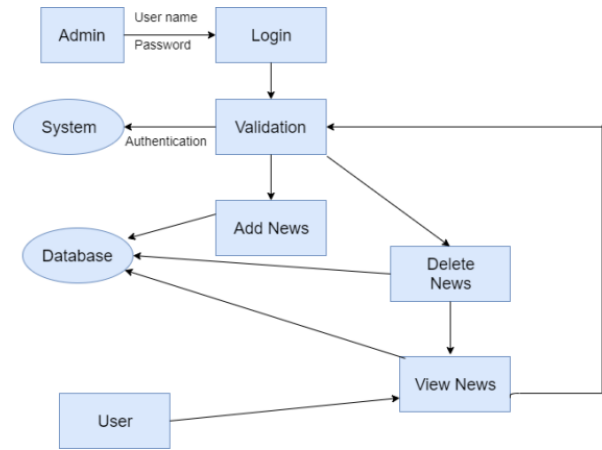 Admin
User name
Password
Login
System
Authentication
Validation
Add News
Database
Delete
News
View News
User